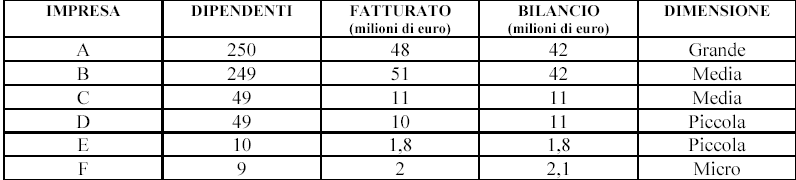 IMPRESA DIPENDENTI FATTURATO (milioni di euro) BILANCIO (milioni di euro) DIMENSIONE
A 250 48 42 Grande
B 249 51 42 Media
C 49 11 11 Media
D 49 10 11 Piccola
E 10 1,8 1,8 Piccola
F 9 2 2,1 Micro